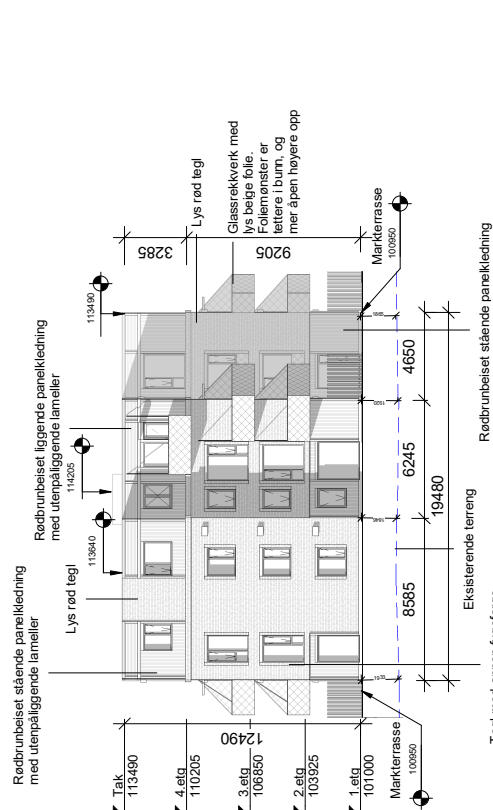 Rødbrunbeiset stående panelkledning
med utenpåliggende lameller
Lys rød tegl
Rødbrunbeiset liggende panelkledning
med utenpåliggende lameller
113640
114205
113490
Lys rød tegl
Glassrekkverk med
lys beige folie.
Foliemønster er
tettere i bunn, og
mer åpen høyere opp
3285
9205
12490
Tak
113490
4.etg
110205
3.etg
106850
2.etg
103925
1.etg
101000
Markterrasse
100950
Markterrasse
100950
8585
6245
4650
19480
Eksisterende terreng
Rødbrunbeiset stående panelkledning